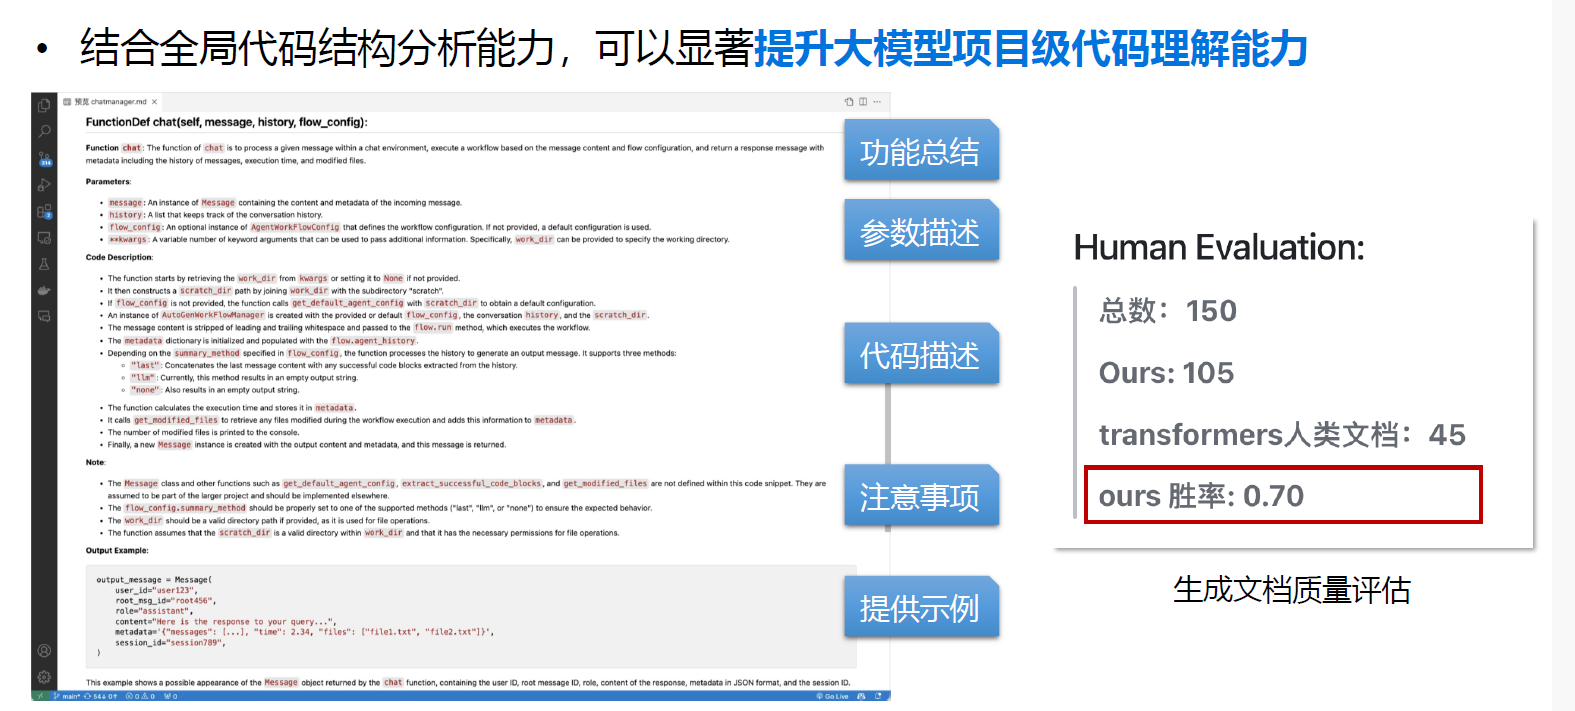 • 结合全局代码结构分析能力，可以显著提升大模型项目级代码理解能力
预览 chatmanager.md ×
FunctionDef chat(self, message, history, flow_config):
Function chat: The function of chat is to process a given message within a chat environment, execute a workflow based on the message content and flow configuration, and return a response message with
metadata including the history of messages, execution time, and modified files.
功能总结
Parameters:
• message: An instance of Message containing the content and metadata of the incoming message.
• history: A list that keeps track of the conversation history.
• flow_config: An optional instance of AgentWorkFlowConfig that defines the workflow configuration. If not provided, a default configuration is used.
• **kwargs: A variable number of keyword arguments that can be used to pass additional information. Specifically, work_dir can be provided to specify the working directory.
参数描述
Code Description:
• The function starts by retrieving the work_dir from kwargs or setting it to None if not provided.
• It then constructs a scratch_dir path by joining work_dir with the subdirectory "scratch".
• If flow_config is not provided, the function calls get_default_agent_config with scratch_dir to obtain a default configuration.
• An instance of AutoGenWorkFlowManager is created with the provided or default flow_config, the conversation history, and the scratch_dir.
• The message content is stripped of leading and trailing whitespace and passed to the flow.run method, which executes the workflow.
• The metadata dictionary is initialized and populated with the flow.agent_history.
• Depending on the summary_method specified in flow_config, the function processes the history to generate an output message. It supports three methods:
◦ "last": Concatenates the last message content with any successful code blocks extracted from the history.
◦ "llm": Currently, this method results in an empty output string.
◦ "none": Also results in an empty output string.
• The function calculates the execution time and stores it in metadata.
• It calls get_modified_files to retrieve any files modified during the workflow execution and adds this information to metadata.
• The number of modified files is printed to the console.
• Finally, a new Message instance is created with the output content and metadata, and this message is returned.
代码描述
Note:
• The Message class and other functions such as get_default_agent_config, extract_successful_code_blocks, and get_modified_files are not defined within this code snippet. They are
assumed to be part of the larger project and should be implemented elsewhere.
• The flow_config.summary_method should be properly set to one of the supported methods ("last", "llm", or "none") to ensure the expected behavior.
• The work_dir should be a valid directory path if provided, as it is used for file operations.
• The function assumes that the scratch_dir is a valid directory within work_dir and that it has the necessary permissions for file operations.
注意事项
Output Example:
output_message = Message(
user_id="user123",
root_msg_id="root456",
role="assistant",
content="Here is the response to your query...",
metadata='{"messages": [...], "time": 2.34, "files": ["file1.txt", "file2.txt"]}',
session_id="session789",
)
提供示例
This example shows a possible appearance of the Message object returned by the chat function, containing the user ID, root message ID, role, content of the response, metadata in JSON format, and the session ID.
main* 54↓ 0↑ 0 0 0 Go Live
Human Evaluation:
总数：150
Ours: 105
transformers人类文档：45
ours 胜率: 0.70
生成文档质量评估